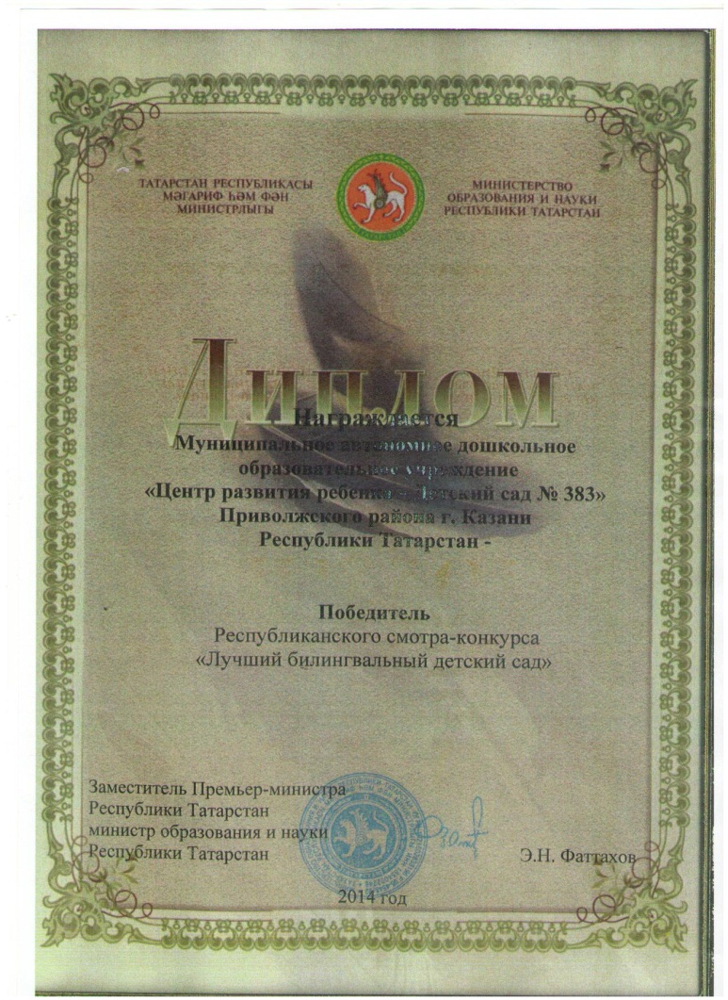 ТАТАРСТАН РЕСПУБЛИКАСЫ
МӘГАРИФ ҺӘМ ФӘН
МИНИСТРЛЫГЫ
МИНИСТЕРСТВО
ОБРАЗОВАНИЯ И НАУКИ
РЕСПУБЛИКИ ТАТАРСТАН
ДИПЛОМ
Награждается
Муниципальное автономное дошкольное
образовательное учреждение
«Центр развития ребенка – Детский сад № 383»
Приволжского района г. Казани
Республики Татарстан -
Победитель
Республиканского смотра-конкурса
«Лучший билингвальный детский сад»
Заместитель Премьер-министра
Республики Татарстан
министр образования и науки
Республики Татарстан
Э.Н. Фаттахов
2014 год